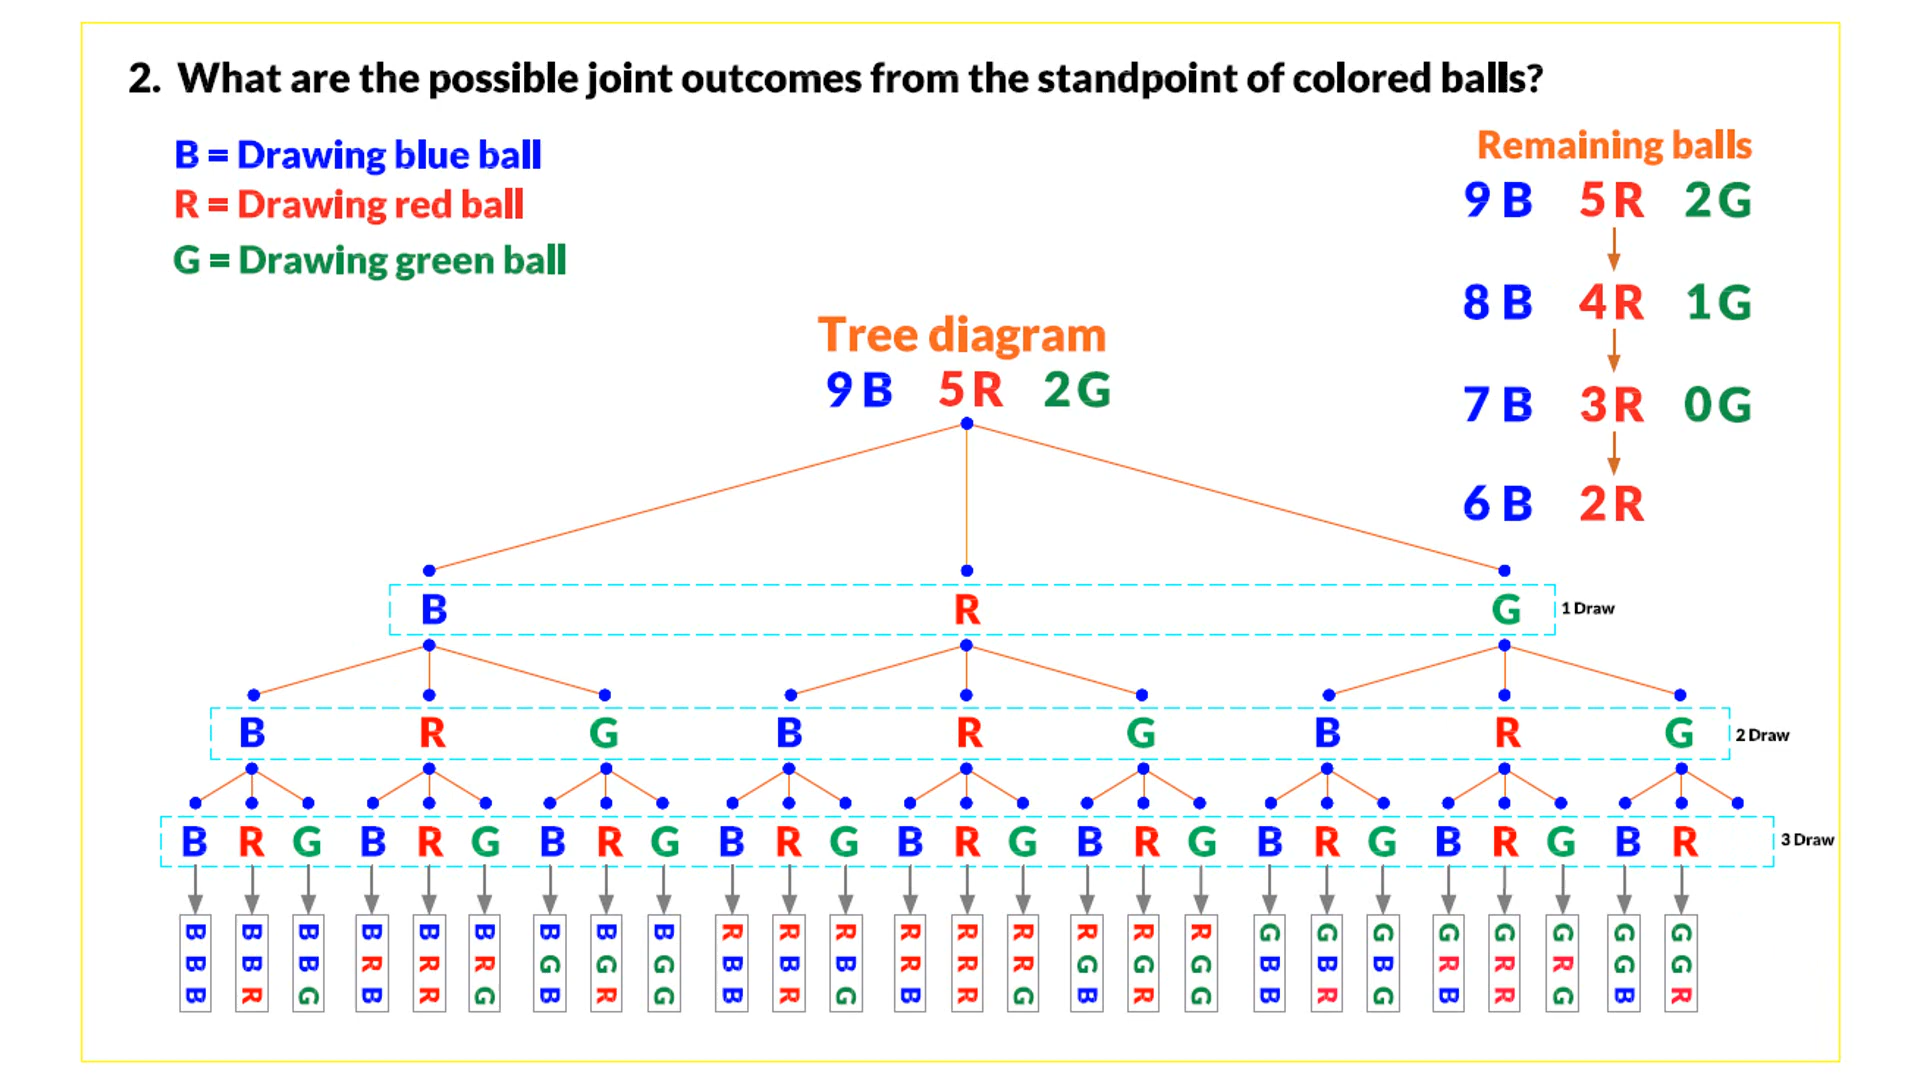 2. What are the possible joint outcomes from the standpoint of colored balls?
B = Drawing blue ball
R = Drawing red ball
G = Drawing green ball
Remaining balls
9 B 5 R 2 G
8 B 4 R 1 G
7 B 3 R 0 G
6 B 2 R
Tree diagram
9 B 5 R 2 G
B R G 1 Draw
B R G B R G B R G 2 Draw
B R G B R G B R G B R G B R G B R G B R G B R G B R 3 Draw
BBB BBR BBG BRB BRR BRG BGB BGR BGG RBB RBR RBG RRB RRR RRG RGB RGR RGG GBB GBR GBG GRB GRR GRG GGB GGR